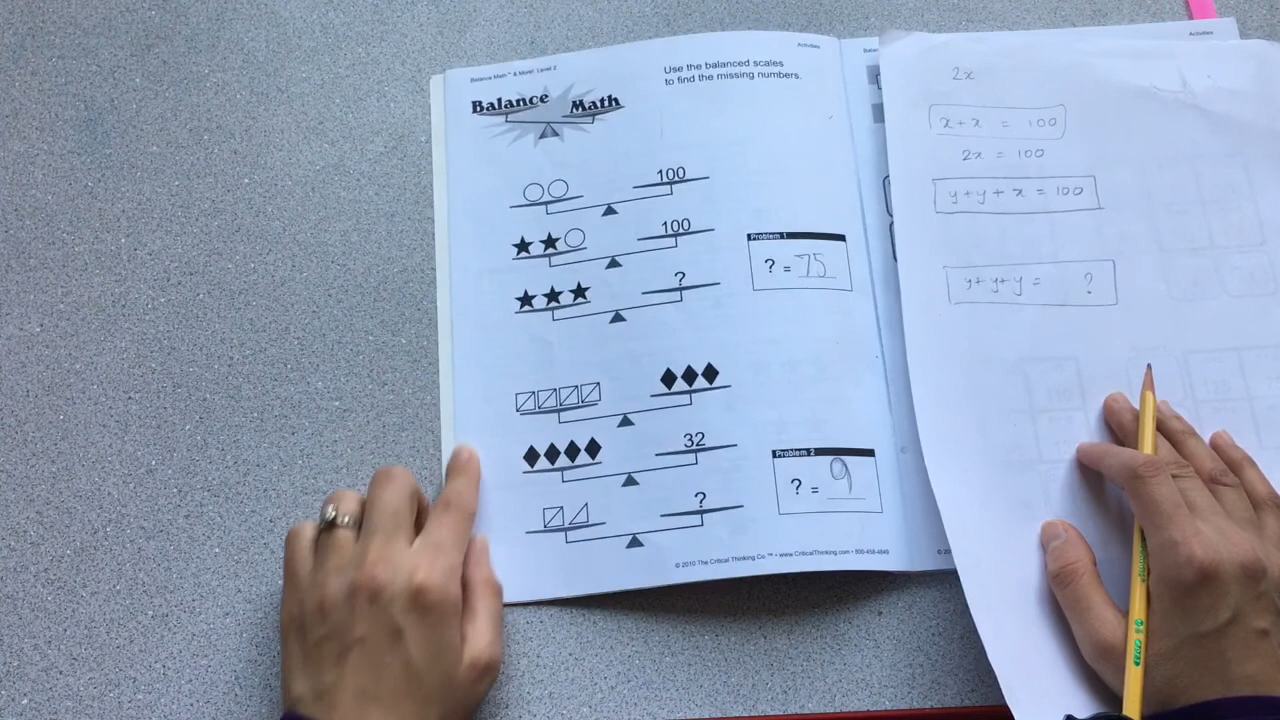 Balance Math™ & More! Level 2
Activities
Balance Math
Use the balanced scales
to find the missing numbers.
100
100
?
Problem 1
? = 75
32
?
Problem 2
? = 9
© 2010 The Critical Thinking Co.™ • www.CriticalThinking.com • 800-458-4849
Activities
2x
x + x = 100
2x = 100
y + y + x = 100
y + y + y = ?